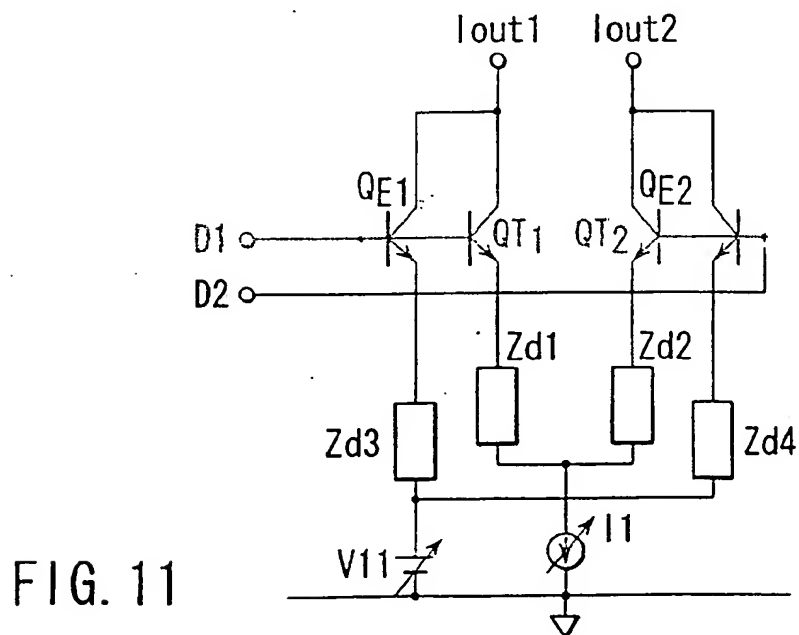 Iout1 Iout2
QE1 QE2
D1 QT1 QT2
D2
Zd1 Zd2
Zd3 Zd4
I1
V11
FIG. 11